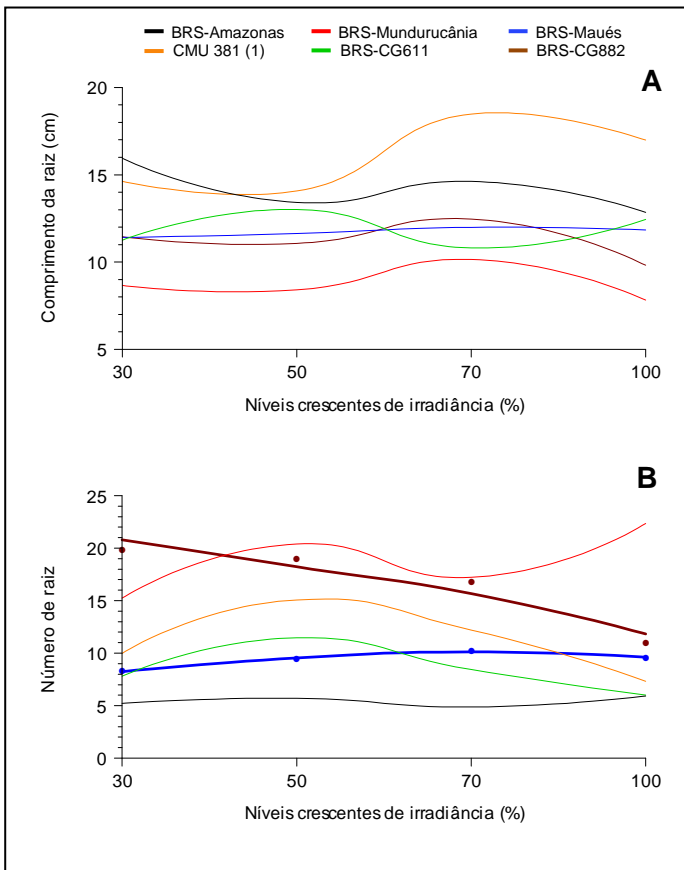 BRS-Amazonas BRS-Mundurucânia BRS-Maués
CMU 381 (1) BRS-CG611 BRS-CG882
A
20
15
10
5
30 50 70 100
Comprimento da raiz (cm)
Níveis crescentes de irradiância (%)
B
25
20
15
10
5
0
30 50 70 100
Número de raiz
Níveis crescentes de irradiância (%)